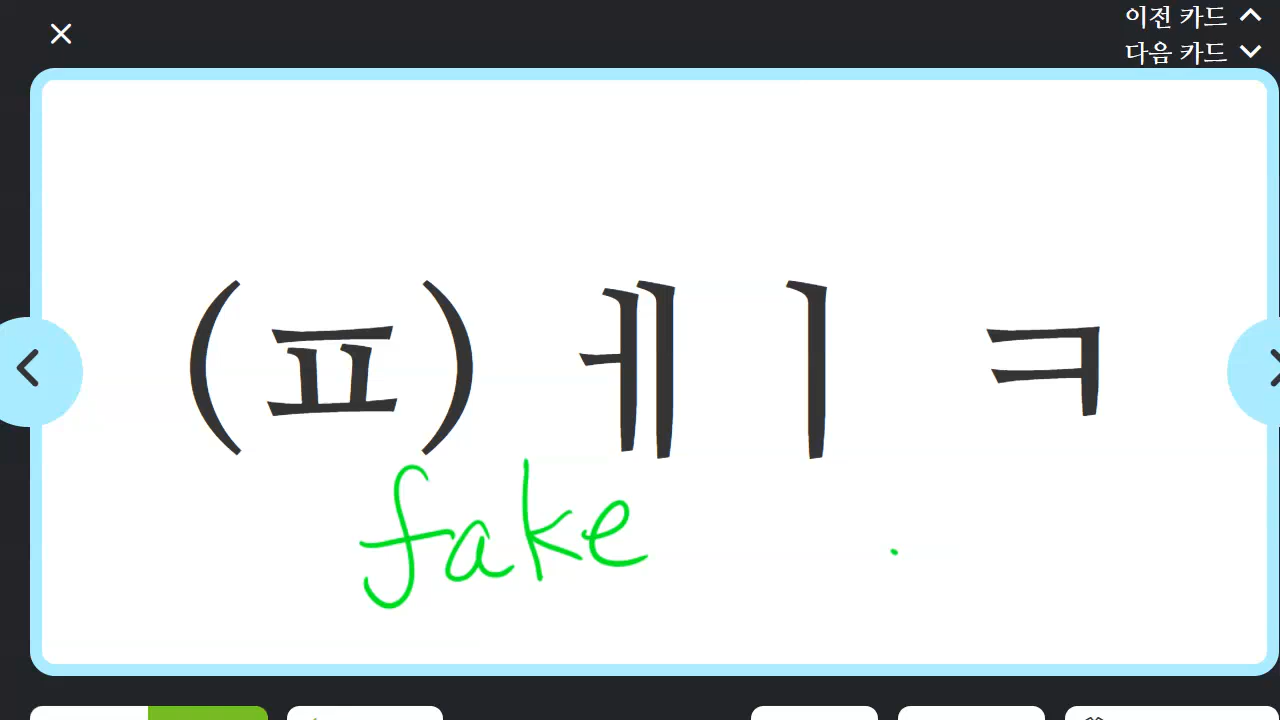 이전 카드
다음 카드
(ㅍ) ㅔ ㅣ ㅋ
fake